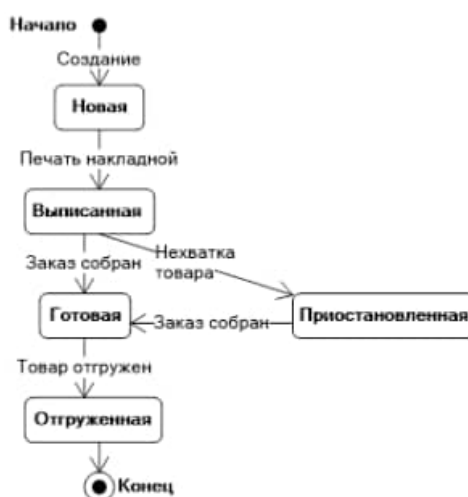 Начало
Создание
Новая
Печать накладной
Выписанная
Заказ собран
Нехватка
товара
Готовая
Заказ собран
Приостановленная
Товар отгружен
Отгруженная
Конец